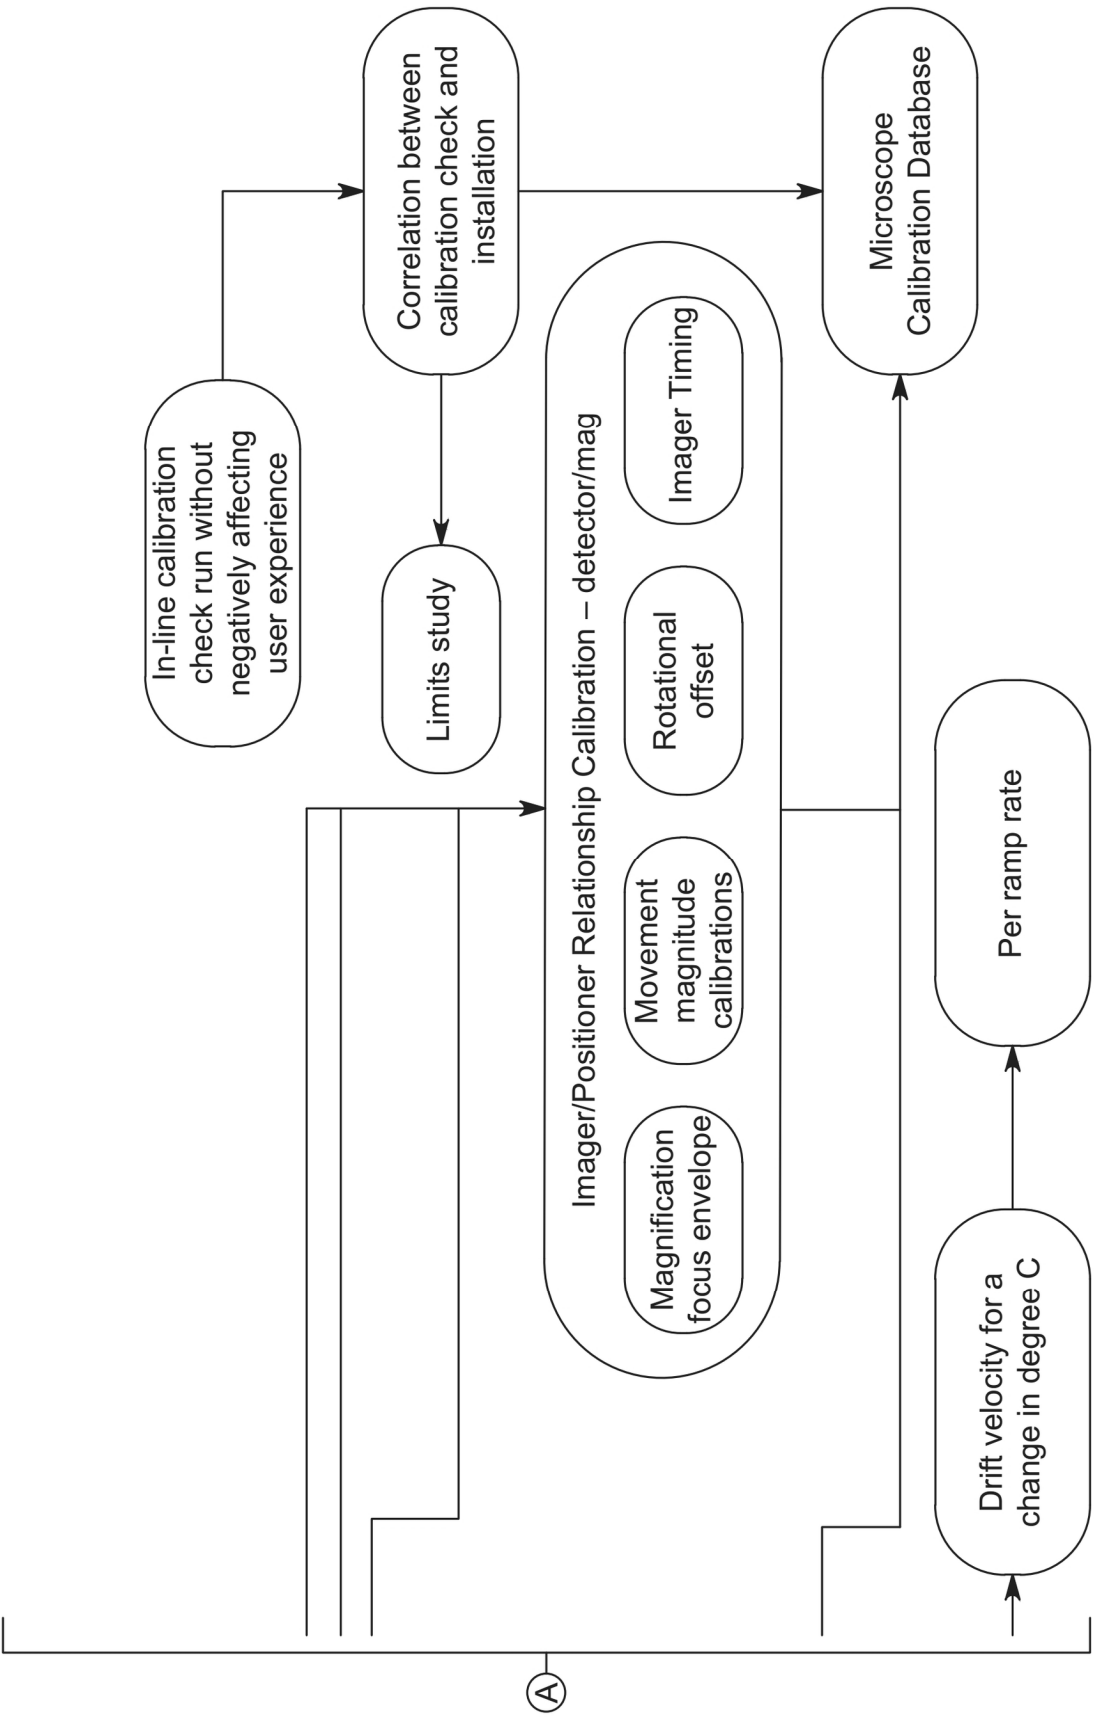 In-line calibration
check run without
negatively affecting
user experience
Correlation between
calibration check and
installation
Limits study
Imager/Positioner Relationship Calibration – detector/mag
Magnification
focus envelope
Movement
magnitude
calibrations
Rotational
offset
Imager Timing
Microscope
Calibration Database
Drift velocity for a
change in degree C
Per ramp rate
A